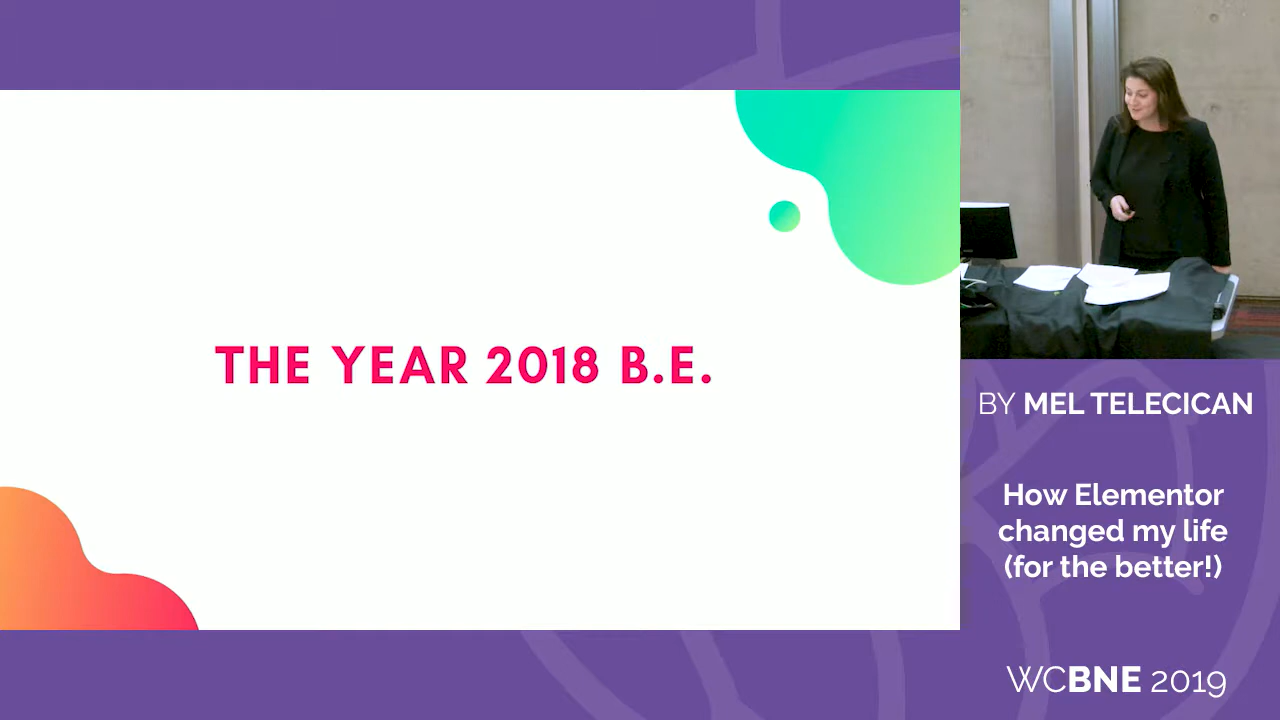 THE YEAR 2018 B.E.
BY MEL TELECICAN
How Elementor
changed my life
(for the better!)
WCBNE 2019